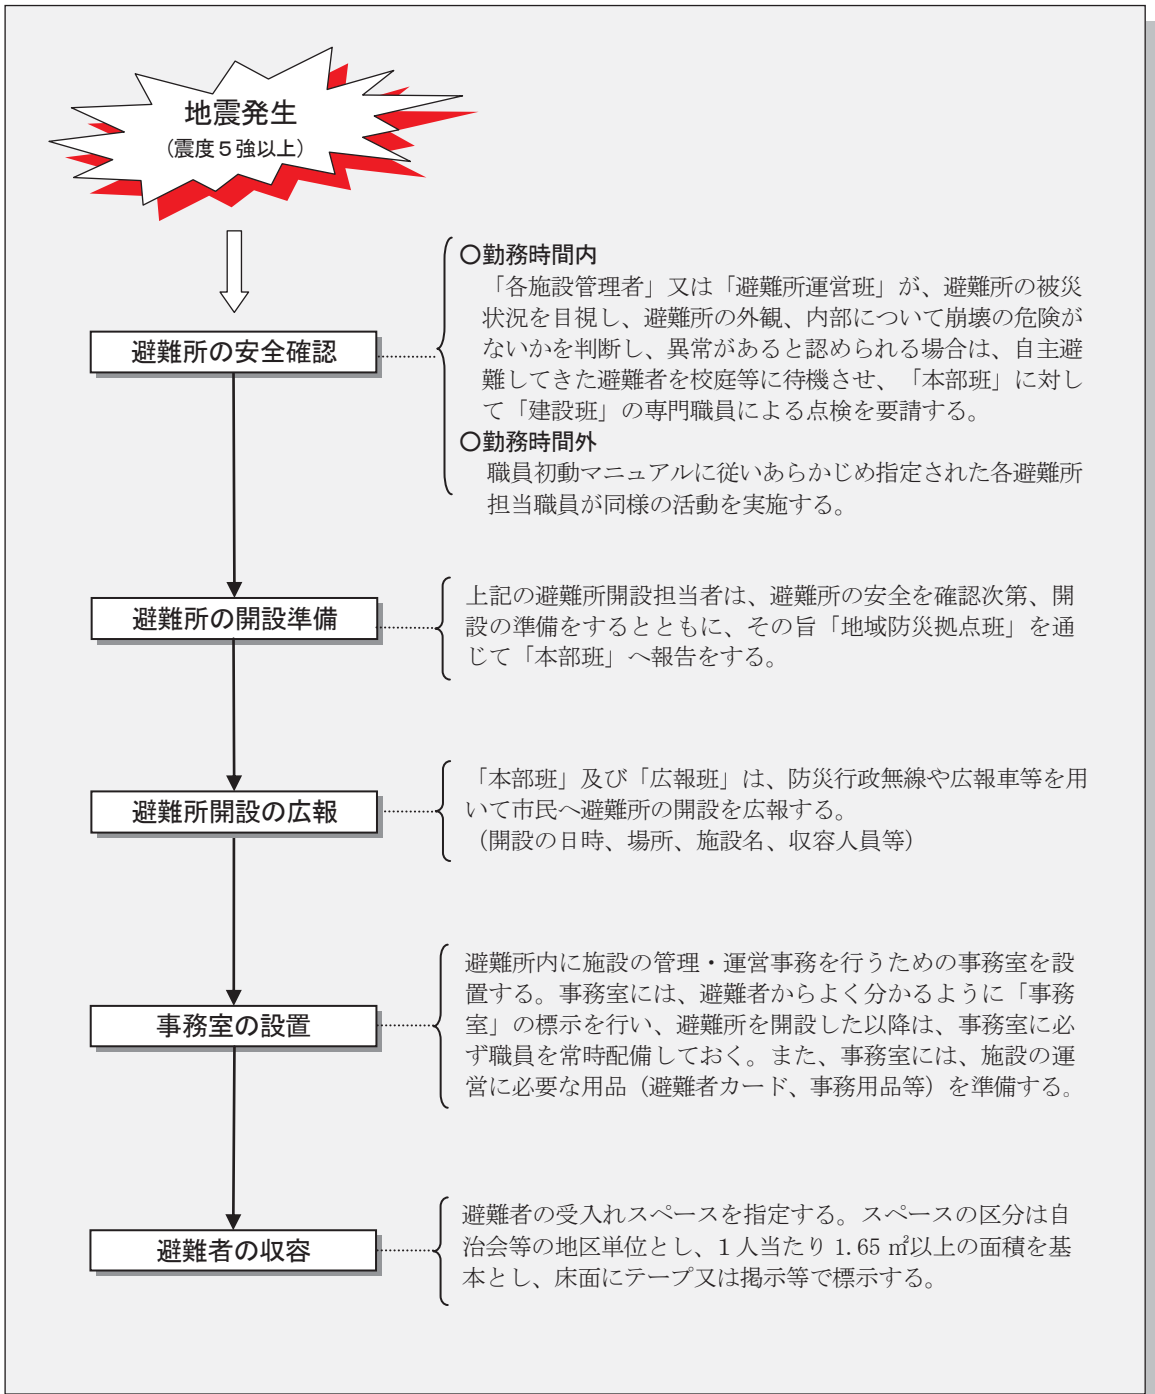 地震発生
（震度５強以上）
○勤務時間内
「各施設管理者」又は「避難所運営班」が、避難所の被災
状況を目視し、避難所の外観、内部について崩壊の危険が
ないかを判断し、異常があると認められる場合は、自主避
難してきた避難者を校庭等に待機させ、「本部班」に対し
て「建設班」の専門職員による点検を要請する。
○勤務時間外
職員初動マニュアルに従いあらかじめ指定された各避難所
担当職員が同様の活動を実施する。
避難所の安全確認
避難所の開設準備
上記の避難所開設担当者は、避難所の安全を確認次第、開
設の準備をするとともに、その旨「地域防災拠点班」を通
じて「本部班」へ報告をする。
避難所開設の広報
「本部班」及び「広報班」は、防災行政無線や広報車等を用
いて市民へ避難所の開設を広報する。
（開設の日時、場所、施設名、収容人員等）
事務室の設置
避難所内に施設の管理・運営事務を行うための事務室を設
置する。事務室には、避難者からよく分かるように「事務
室」の標示を行い、避難所を開設した以降は、事務室に必
ず職員を常時配備しておく。また、事務室には、施設の運
営に必要な用品（避難者カード、事務用品等）を準備する。
避難者の収容
避難者の受入れスペースを指定する。スペースの区分は自
治会等の地区単位とし、１人当たり 1.65 ㎡以上の面積を基
本とし、床面にテープ又は掲示等で標示する。